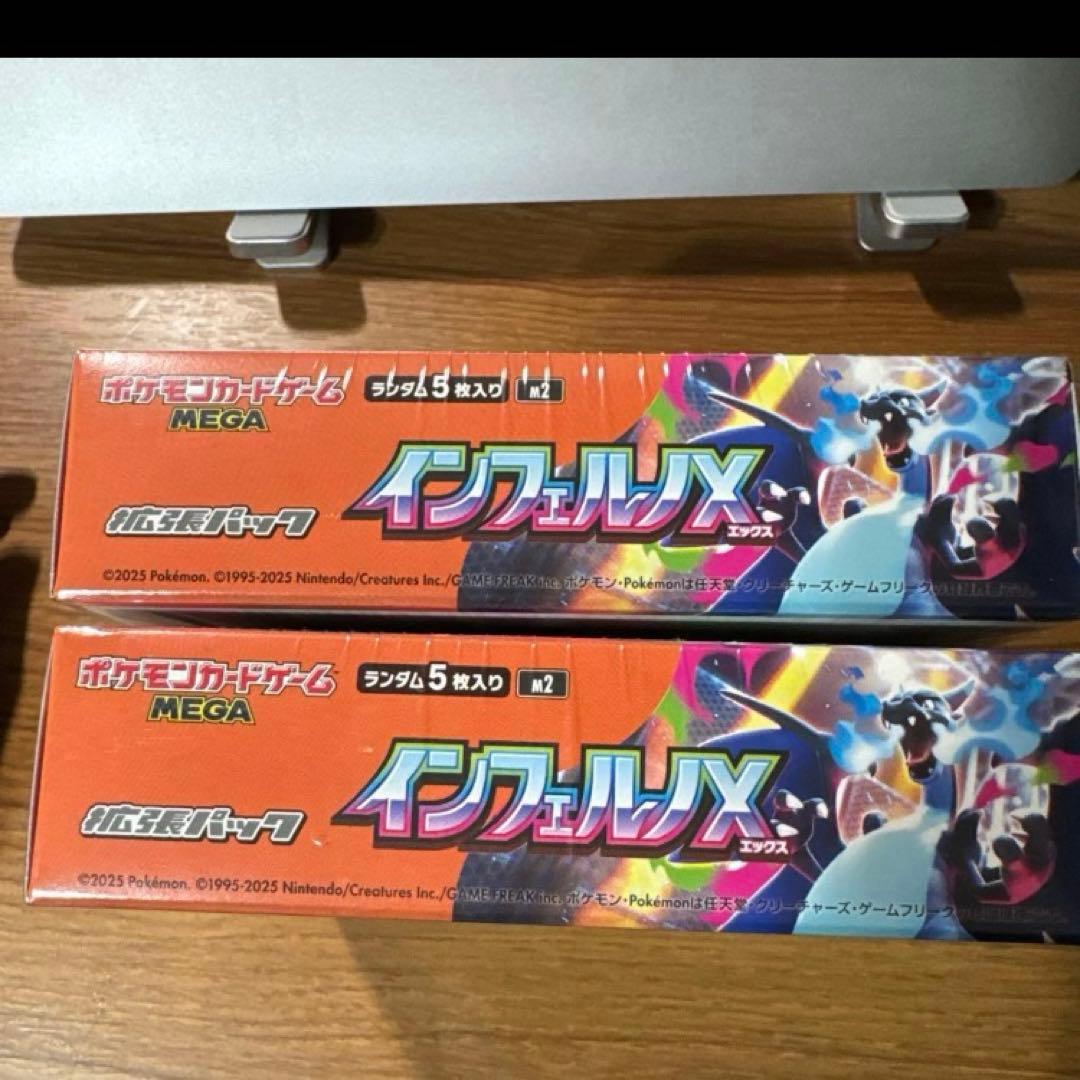 ポケモンカードゲーム
MEGA
ランダム5枚入り M2
インフェルノX
エックス
拡張パック
©2025 Pokémon. ©1995-2025 Nintendo/Creatures Inc./GAME FREAK inc. ポケモン・Pokémonは任天堂・クリーチャーズ・ゲームフリークの
ポケモンカードゲーム
MEGA
ランダム5枚入り M2
インフェルノX
エックス
拡張パック
©2025 Pokémon. ©1995-2025 Nintendo/Creatures Inc./GAME FREAK inc. ポケモン・Pokémonは任天堂・クリーチャーズ・ゲームフリークの